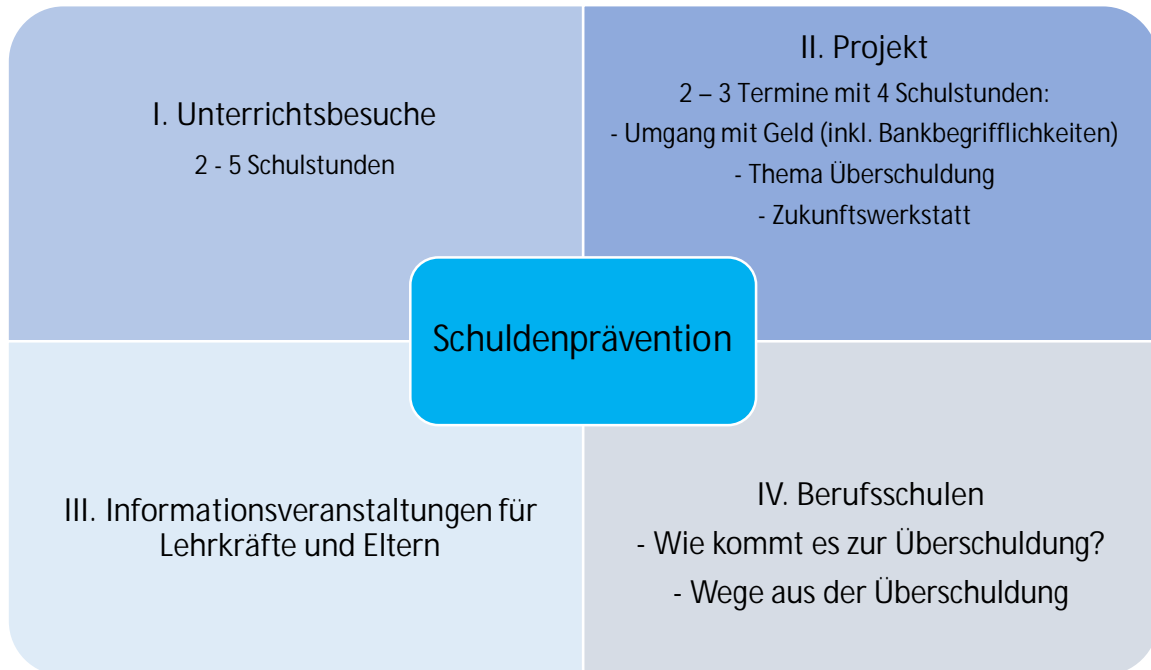 I. Unterrichtsbesuche
2 - 5 Schulstunden
II. Projekt
2 – 3 Termine mit 4 Schulstunden:
- Umgang mit Geld (inkl. Bankbegrifflichkeiten)
- Thema Überschuldung
- Zukunftswerkstatt
Schuldenprävention
III. Informationsveranstaltungen für
Lehrkräfte und Eltern
IV. Berufsschulen
- Wie kommt es zur Überschuldung?
- Wege aus der Überschuldung